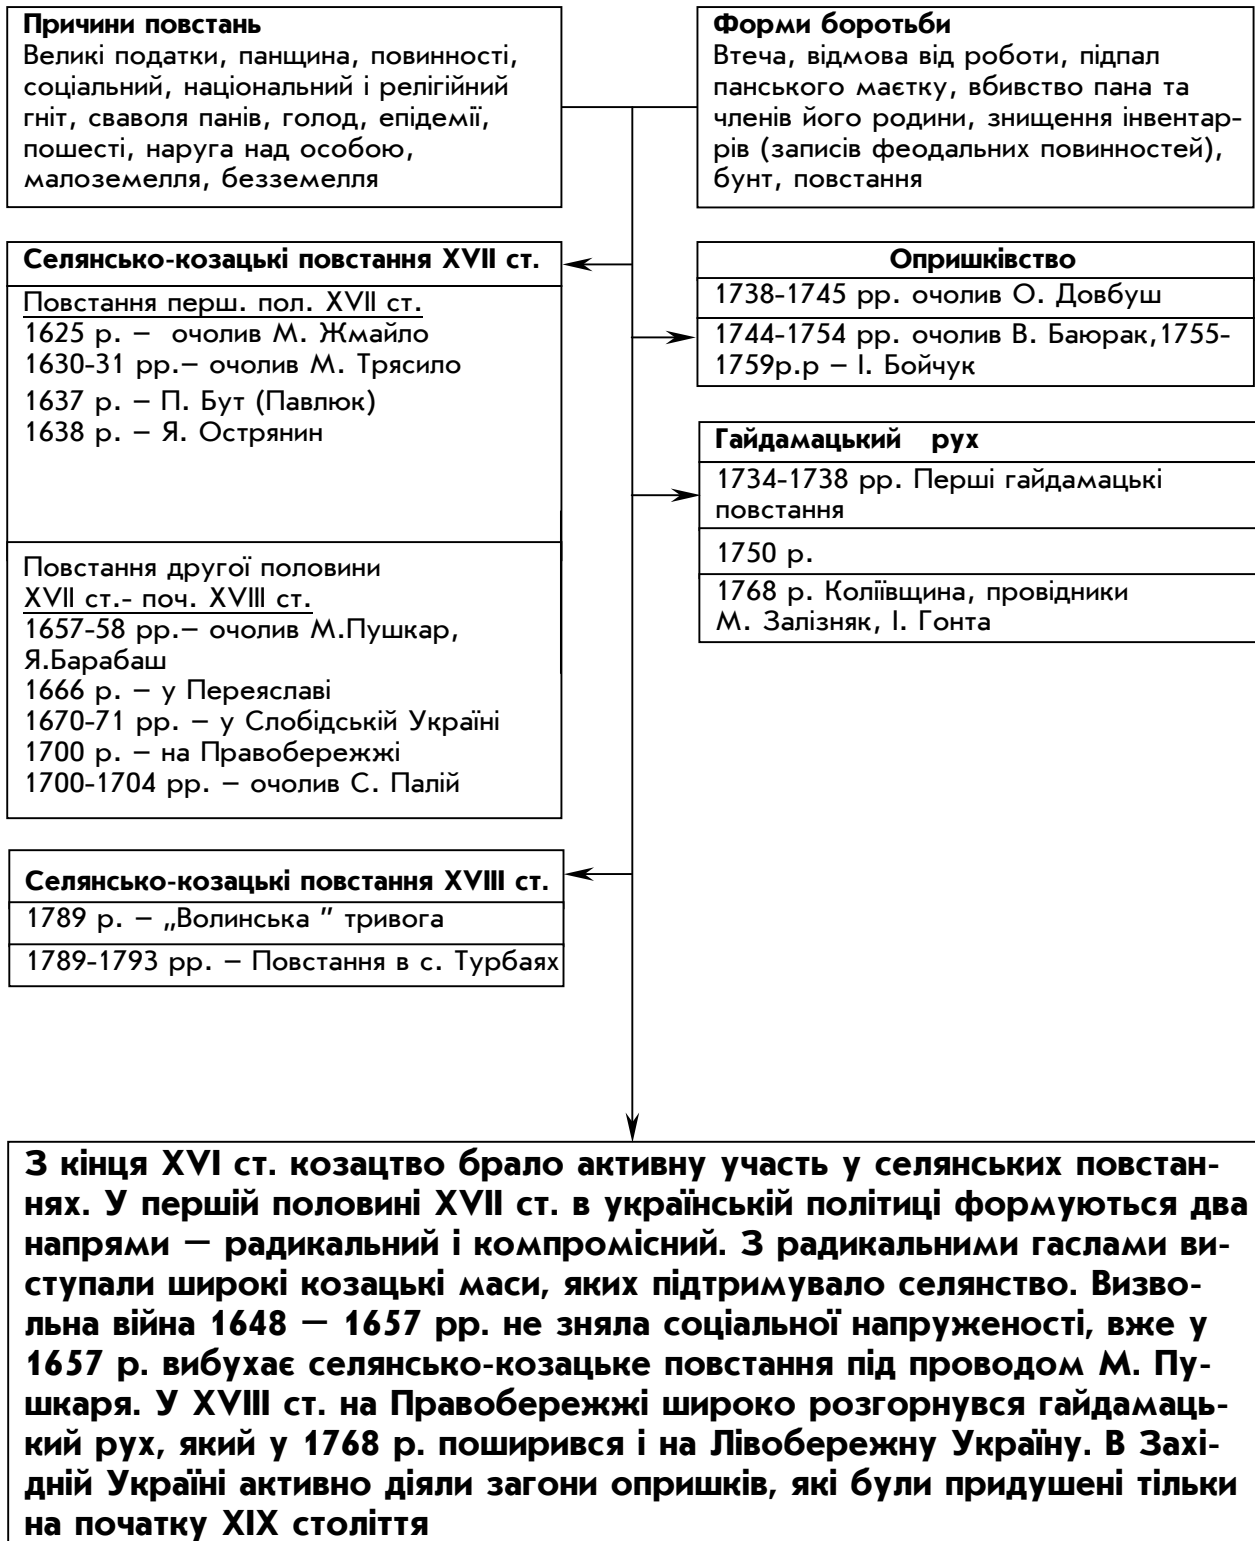 Причини повстань
Великі податки, панщина, повинності,
соціальний, національний і релігійний
гніт, сваволя панів, голод, епідемії,
пошесті, наруга над особою,
малоземелля, безземелля
Форми боротьби
Втеча, відмова від роботи, підпал
панського маєтку, вбивство пана та
членів його родини, знищення інвентар-
рів (записів феодальних повинностей),
бунт, повстання
Селянсько-козацькі повстання XVII ст.
Повстання перш. пол. XVII ст.
1625 р. – очолив М. Жмайло
1630-31 рр.– очолив М. Трясило
1637 р. – П. Бут (Павлюк)
1638 р. – Я. Острянин
Повстання другої половини
XVII ст.- поч. XVIII ст.
1657-58 рр.– очолив М.Пушкар,
Я.Барабаш
1666 р. – у Переяславі
1670-71 рр. – у Слобідській Україні
1700 р. – на Правобережжі
1700-1704 рр. – очолив С. Палій
Опришківство
1738-1745 рр. очолив О. Довбуш
1744-1754 рр. очолив В. Баюрак,1755-
1759р.р – І. Бойчук
Гайдамацький рух
1734-1738 рр. Перші гайдамацькі
повстання
1750 р.
1768 р. Коліївщина, провідники
М. Залізняк, І. Гонта
Селянсько-козацькі повстання XVIII ст.
1789 р. – „Волинська ” тривога
1789-1793 рр. – Повстання в с. Турбаях
З кінця XVI ст. козацтво брало активну участь у селянських повстан-
нях. У першій половині XVII ст. в українській політиці формуються два
напрями – радикальний і компромісний. З радикальними гаслами ви-
ступали широкі козацькі маси, яких підтримувало селянство. Визво-
льна війна 1648 – 1657 рр. не зняла соціальної напруженості, вже у
1657 р. вибухає селянсько-козацьке повстання під проводом М. Пу-
шкаря. У XVIII ст. на Правобережжі широко розгорнувся гайдамаць-
кий рух, який у 1768 р. поширився і на Лівобережну Україну. В Захі-
дній Україні активно діяли загони опришків, які були придушені тільки
на початку XIX століття